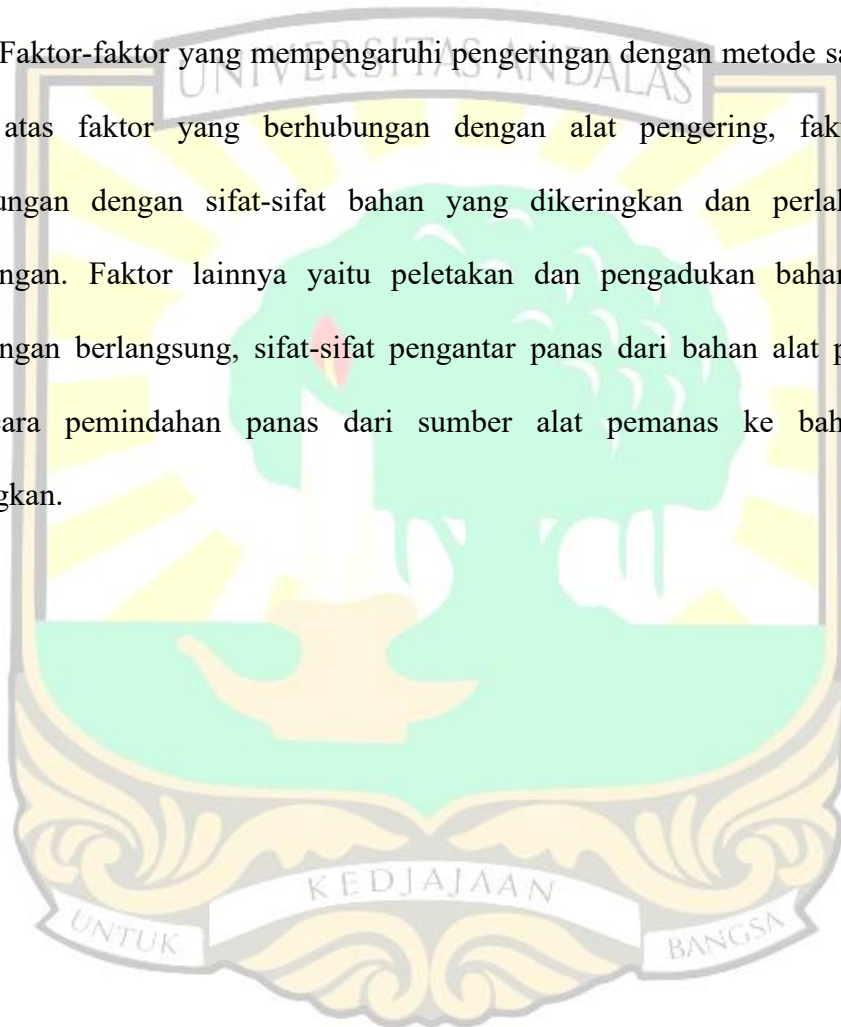 UNIVERSITAS ANDALAS
Faktor-faktor yang mempengaruhi pengeringan dengan metode sa
atas faktor yang berhubungan dengan alat pengering, fak
ungan dengan sifat-sifat bahan yang dikeringkan dan perla
ngan. Faktor lainnya yaitu peletakan dan pengadukan bahan
ngan berlangsung, sifat-sifat pengantar panas dari bahan alat p
ara pemindahan panas dari sumber alat pemanas ke bah
gkan.
UNTUK KEDJAJAAN BANGSA